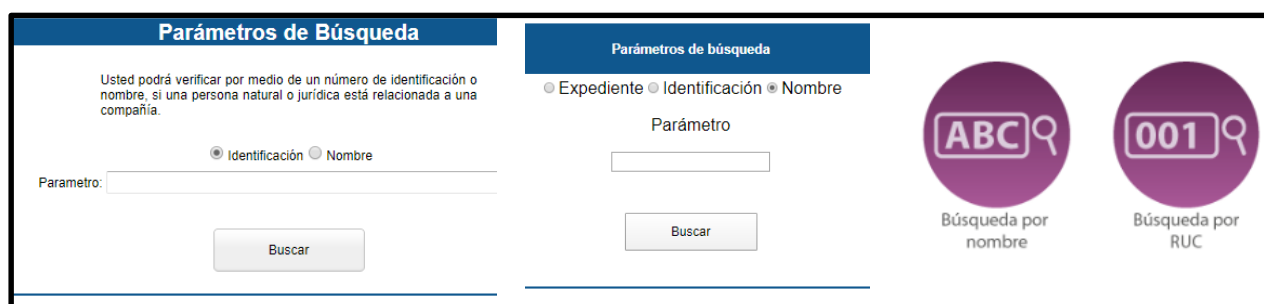 Parámetros de Búsqueda
Usted podrá verificar por medio de un número de identificación o
nombre, si una persona natural o jurídica está relacionada a una
compañía.
Identificación Nombre
Parametro:
Buscar
Parámetros de búsqueda
Expediente Identificación Nombre
Parámetro
Buscar
ABC
Búsqueda por
nombre
001
Búsqueda por
RUC